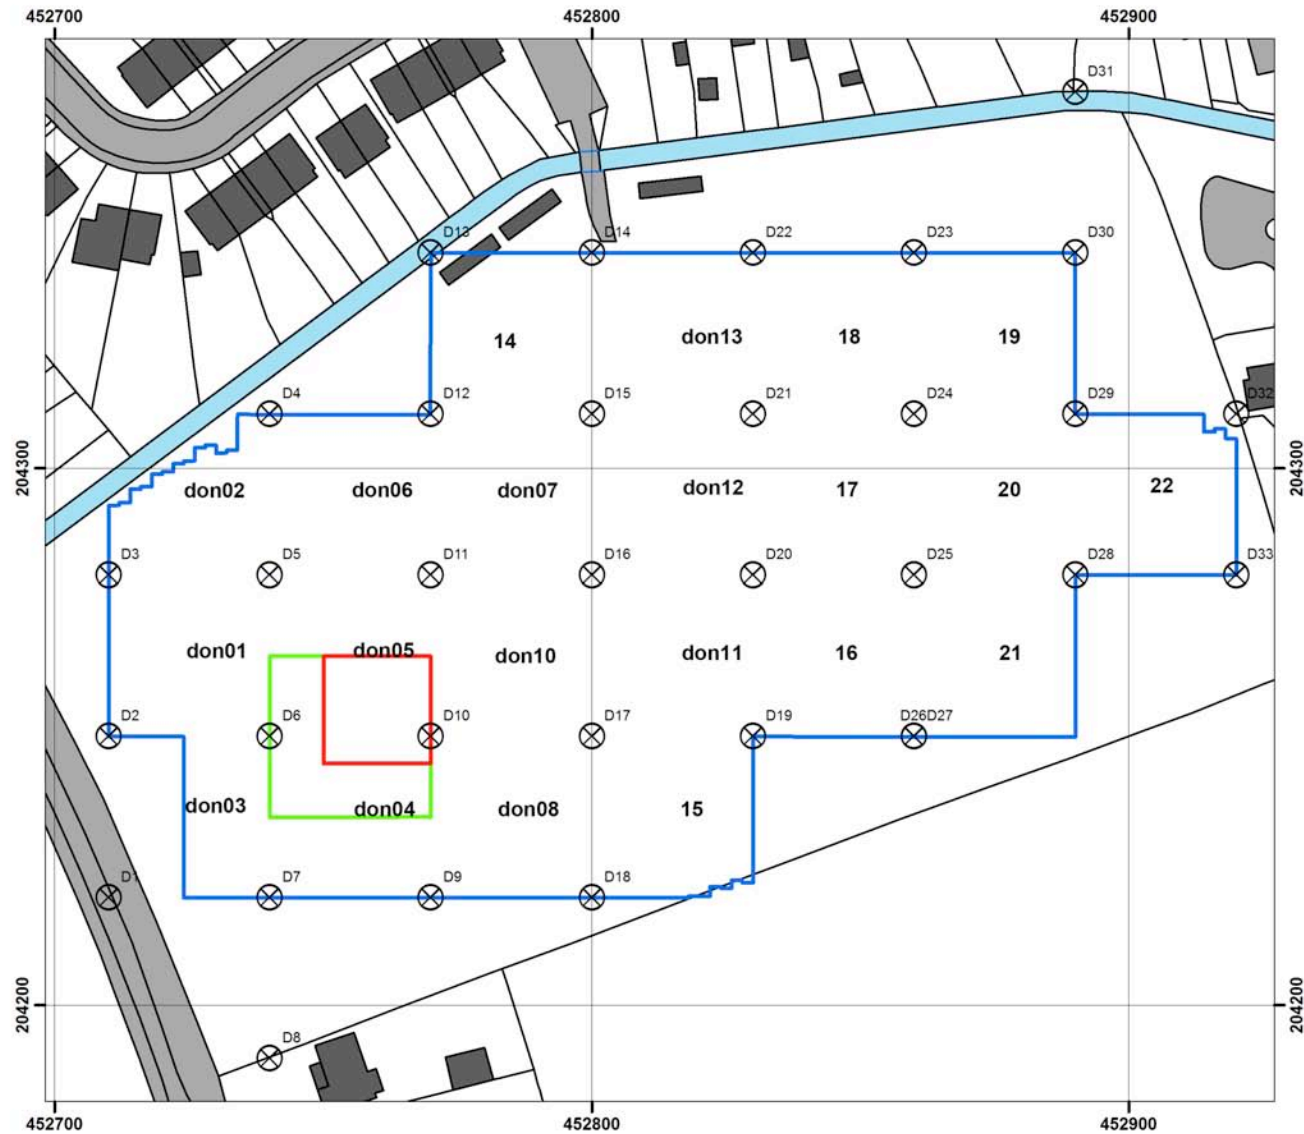 452700 452800 452900
D31
D13 D14 D22 D23 D30
14 don13 18 19
D4 D12 D15 D21 D24 D29 D32
204300 204300
don02 don06 don07 don12 17 20 22
D3 D5 D11 D16 D20 D25 D28 D33
don01 don05 don10 don11 16 21
D2 D6 D10 D17 D19 D26D27
don03 don04 don08 15
D1 D7 D9 D18
204200 204200
D8
452700 452800 452900